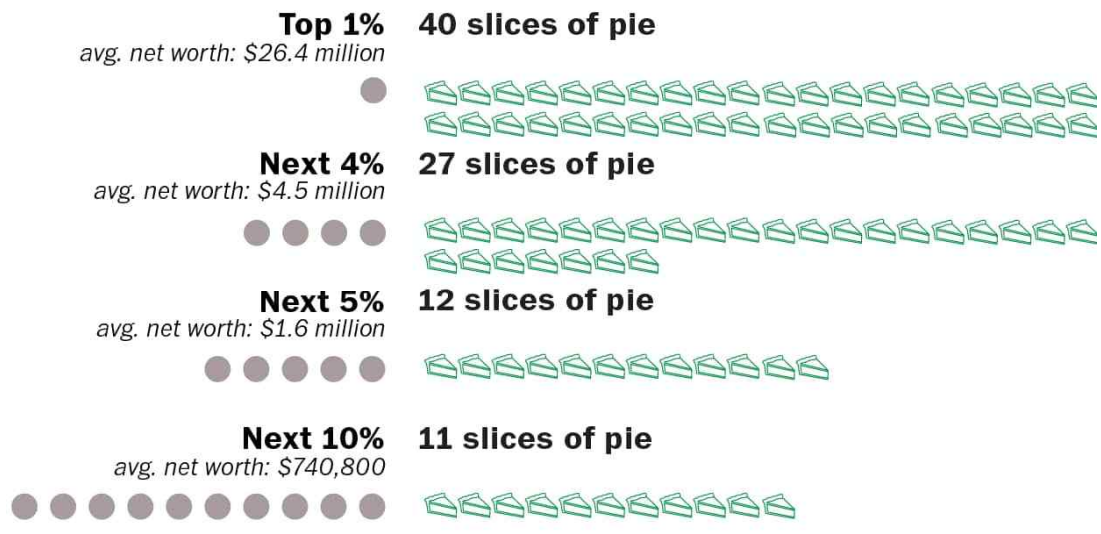 Top 1% 40 slices of pie
avg. net worth: $26.4 million
Next 4% 27 slices of pie
avg. net worth: $4.5 million
Next 5% 12 slices of pie
avg. net worth: $1.6 million
Next 10% 11 slices of pie
avg. net worth: $740,800